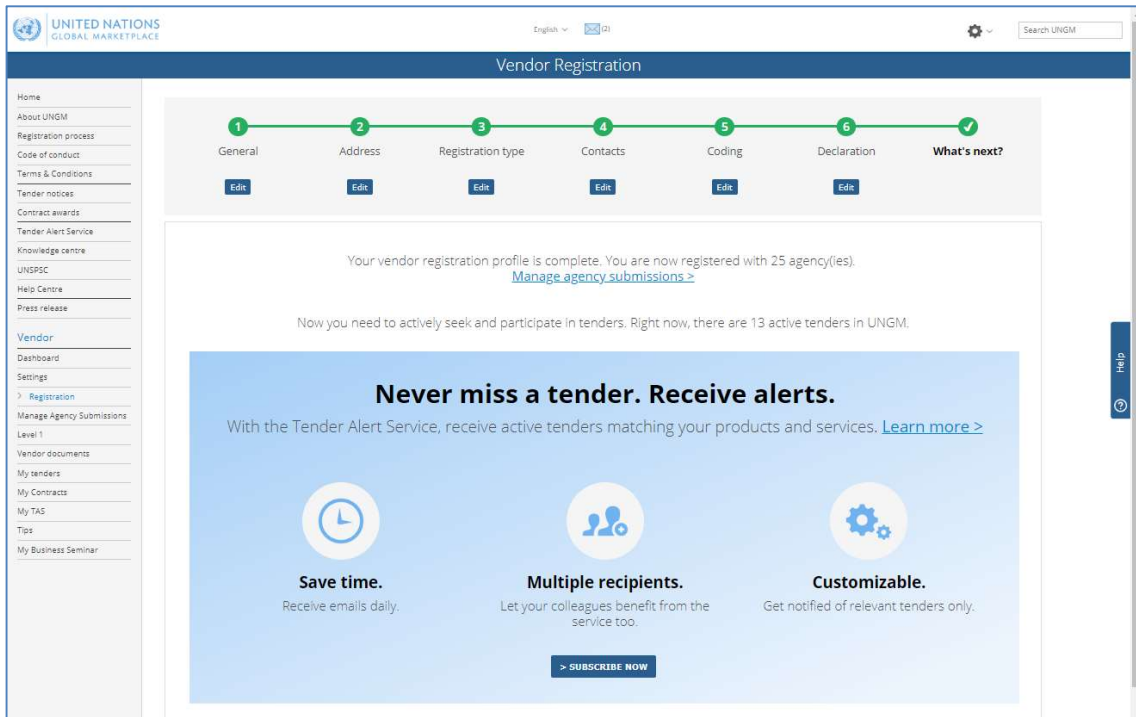 UNITED NATIONS
GLOBAL MARKETPLACE
English
(2)
Search UNGM
Vendor Registration
Home
About UNGM
Registration process
Code of conduct
Terms & Conditions
Tender notices
Contract awards
Tender Alert Service
Knowledge centre
UNSPSC
Help Centre
Press release
Vendor
Dashboard
Settings
> Registration
Manage Agency Submissions
Level 1
Vendor documents
My tenders
My Contracts
My TAS
Tips
My Business Seminar
1 2 3 4 5 6
General Address Registration type Contacts Coding Declaration What's next?
Edit Edit Edit Edit Edit Edit
Your vendor registration profile is complete. You are now registered with 25 agency(ies).
Manage agency submissions >
Now you need to actively seek and participate in tenders. Right now, there are 13 active tenders in UNGM.
Never miss a tender. Receive alerts.
With the Tender Alert Service, receive active tenders matching your products and services. Learn more >
Save time. Multiple recipients. Customizable.
Receive emails daily. Let your colleagues benefit from the Get notified of relevant tenders only.
service too.
> SUBSCRIBE NOW
Help
?